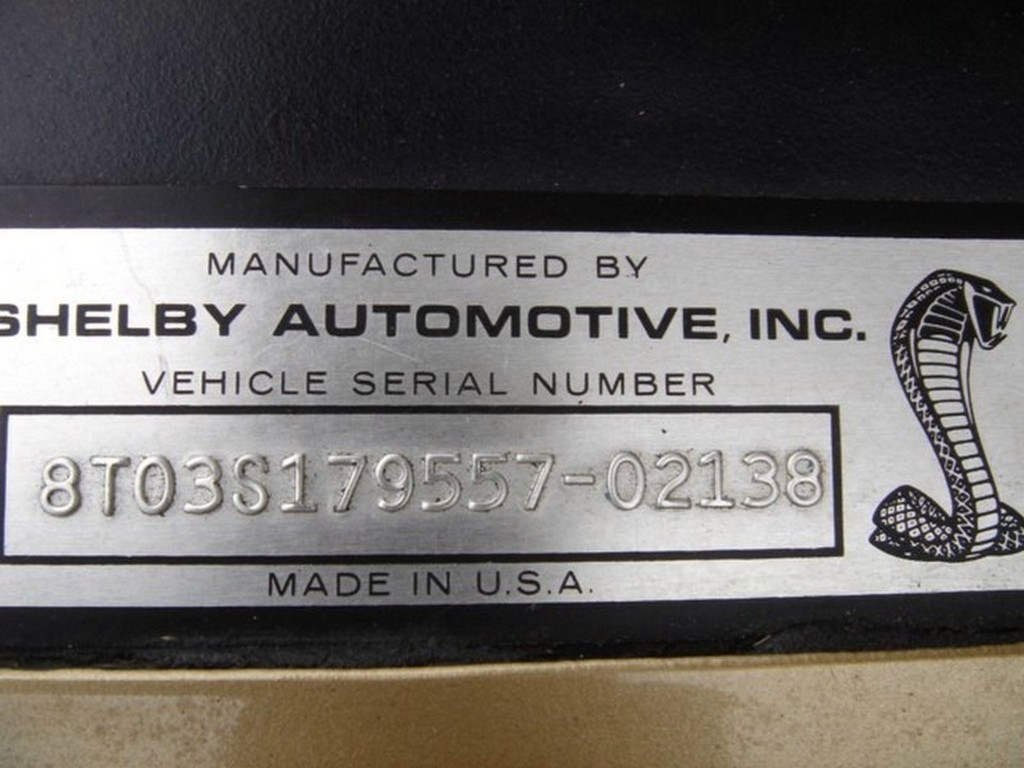 MANUFACTURED BY
SHELBY AUTOMOTIVE, INC.
VEHICLE SERIAL NUMBER
8T03S179557-02138
MADE IN U.S.A.